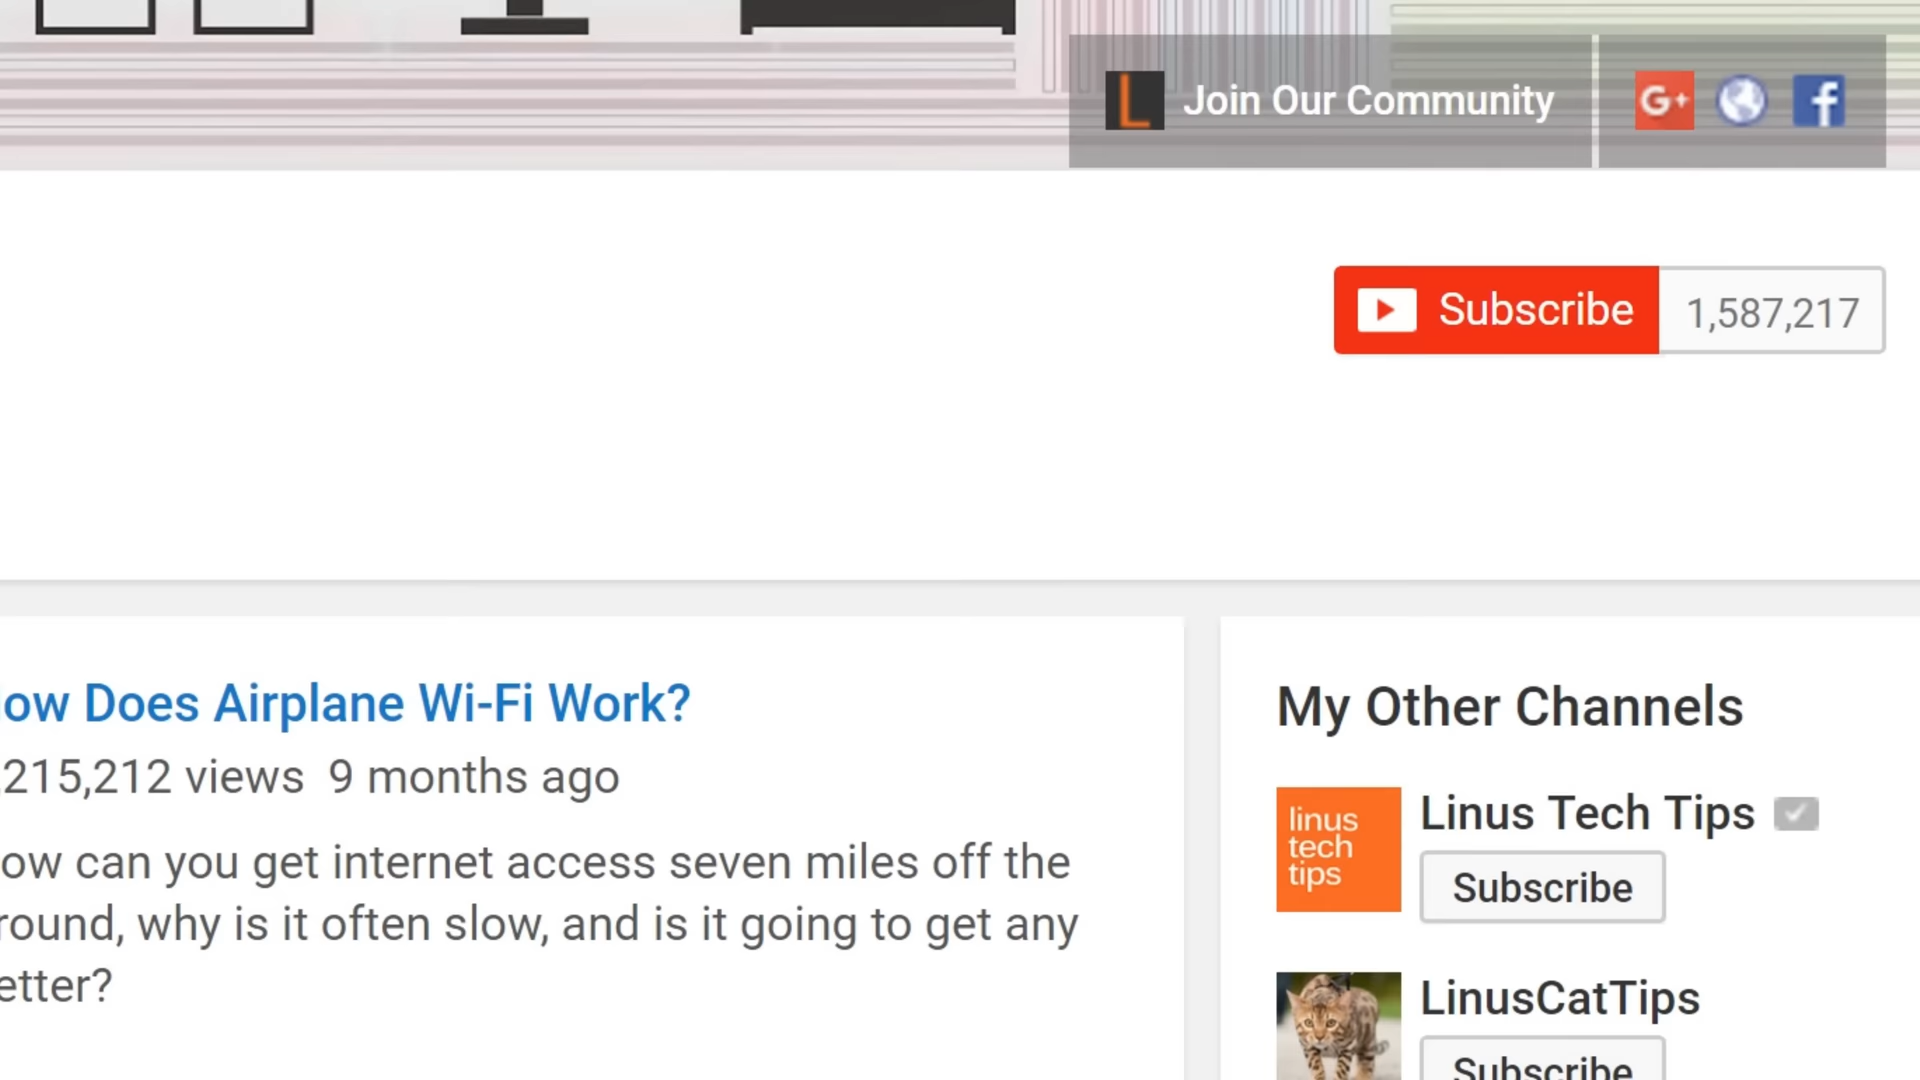 Join Our Community
G+
f
Subscribe
1,587,217
ow Does Airplane Wi-Fi Work?
215,212 views 9 months ago
ow can you get internet access seven miles off the
round, why is it often slow, and is it going to get any
etter?
My Other Channels
linus
tech
tips
Linus Tech Tips
Subscribe
LinusCatTips
Subscribe